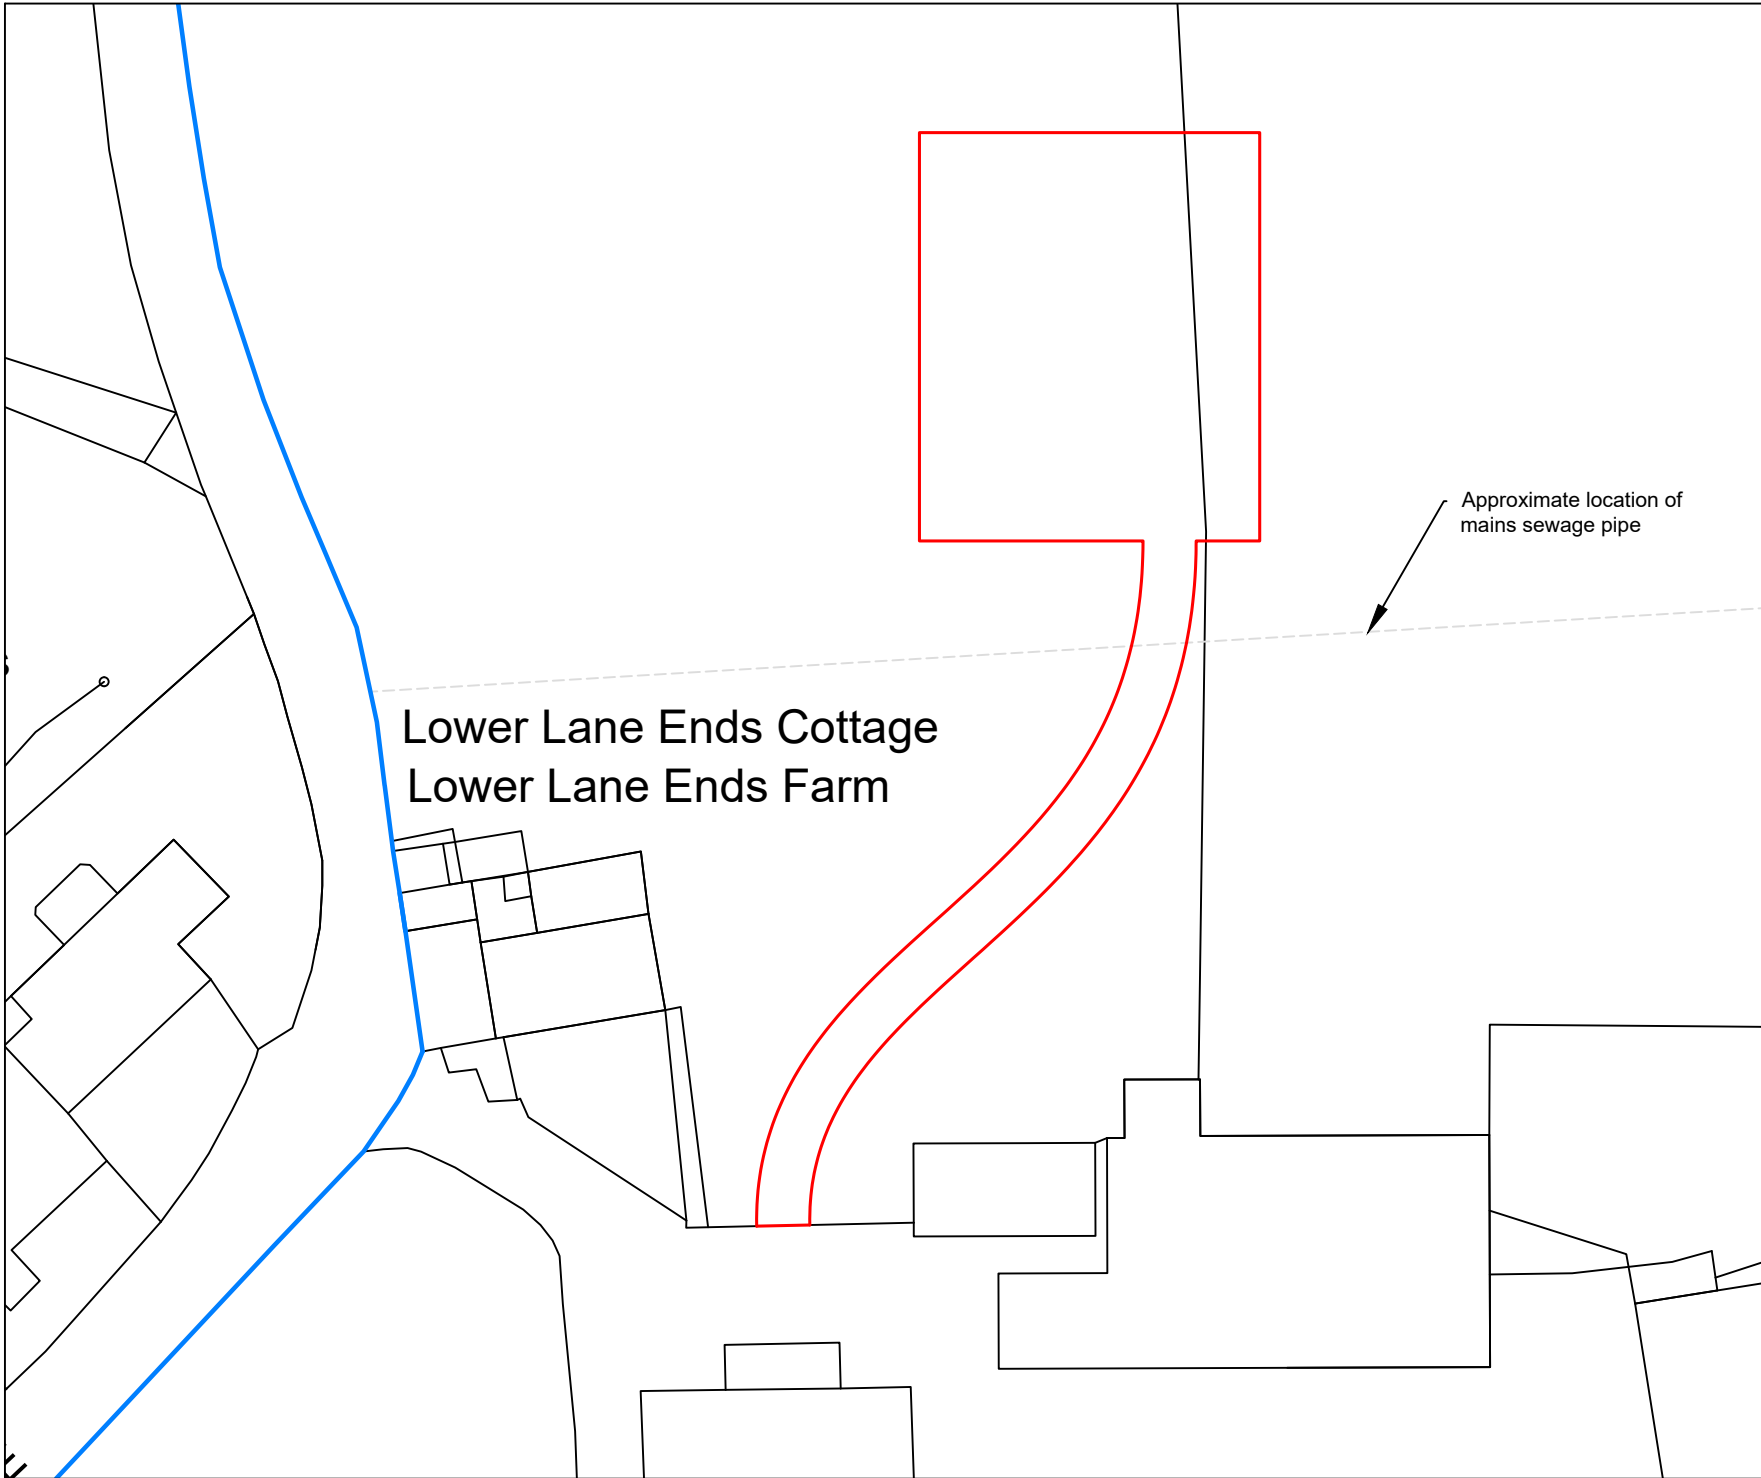 Approximate location of
mains sewage pipe
Lower Lane Ends Cottage
Lower Lane Ends Farm